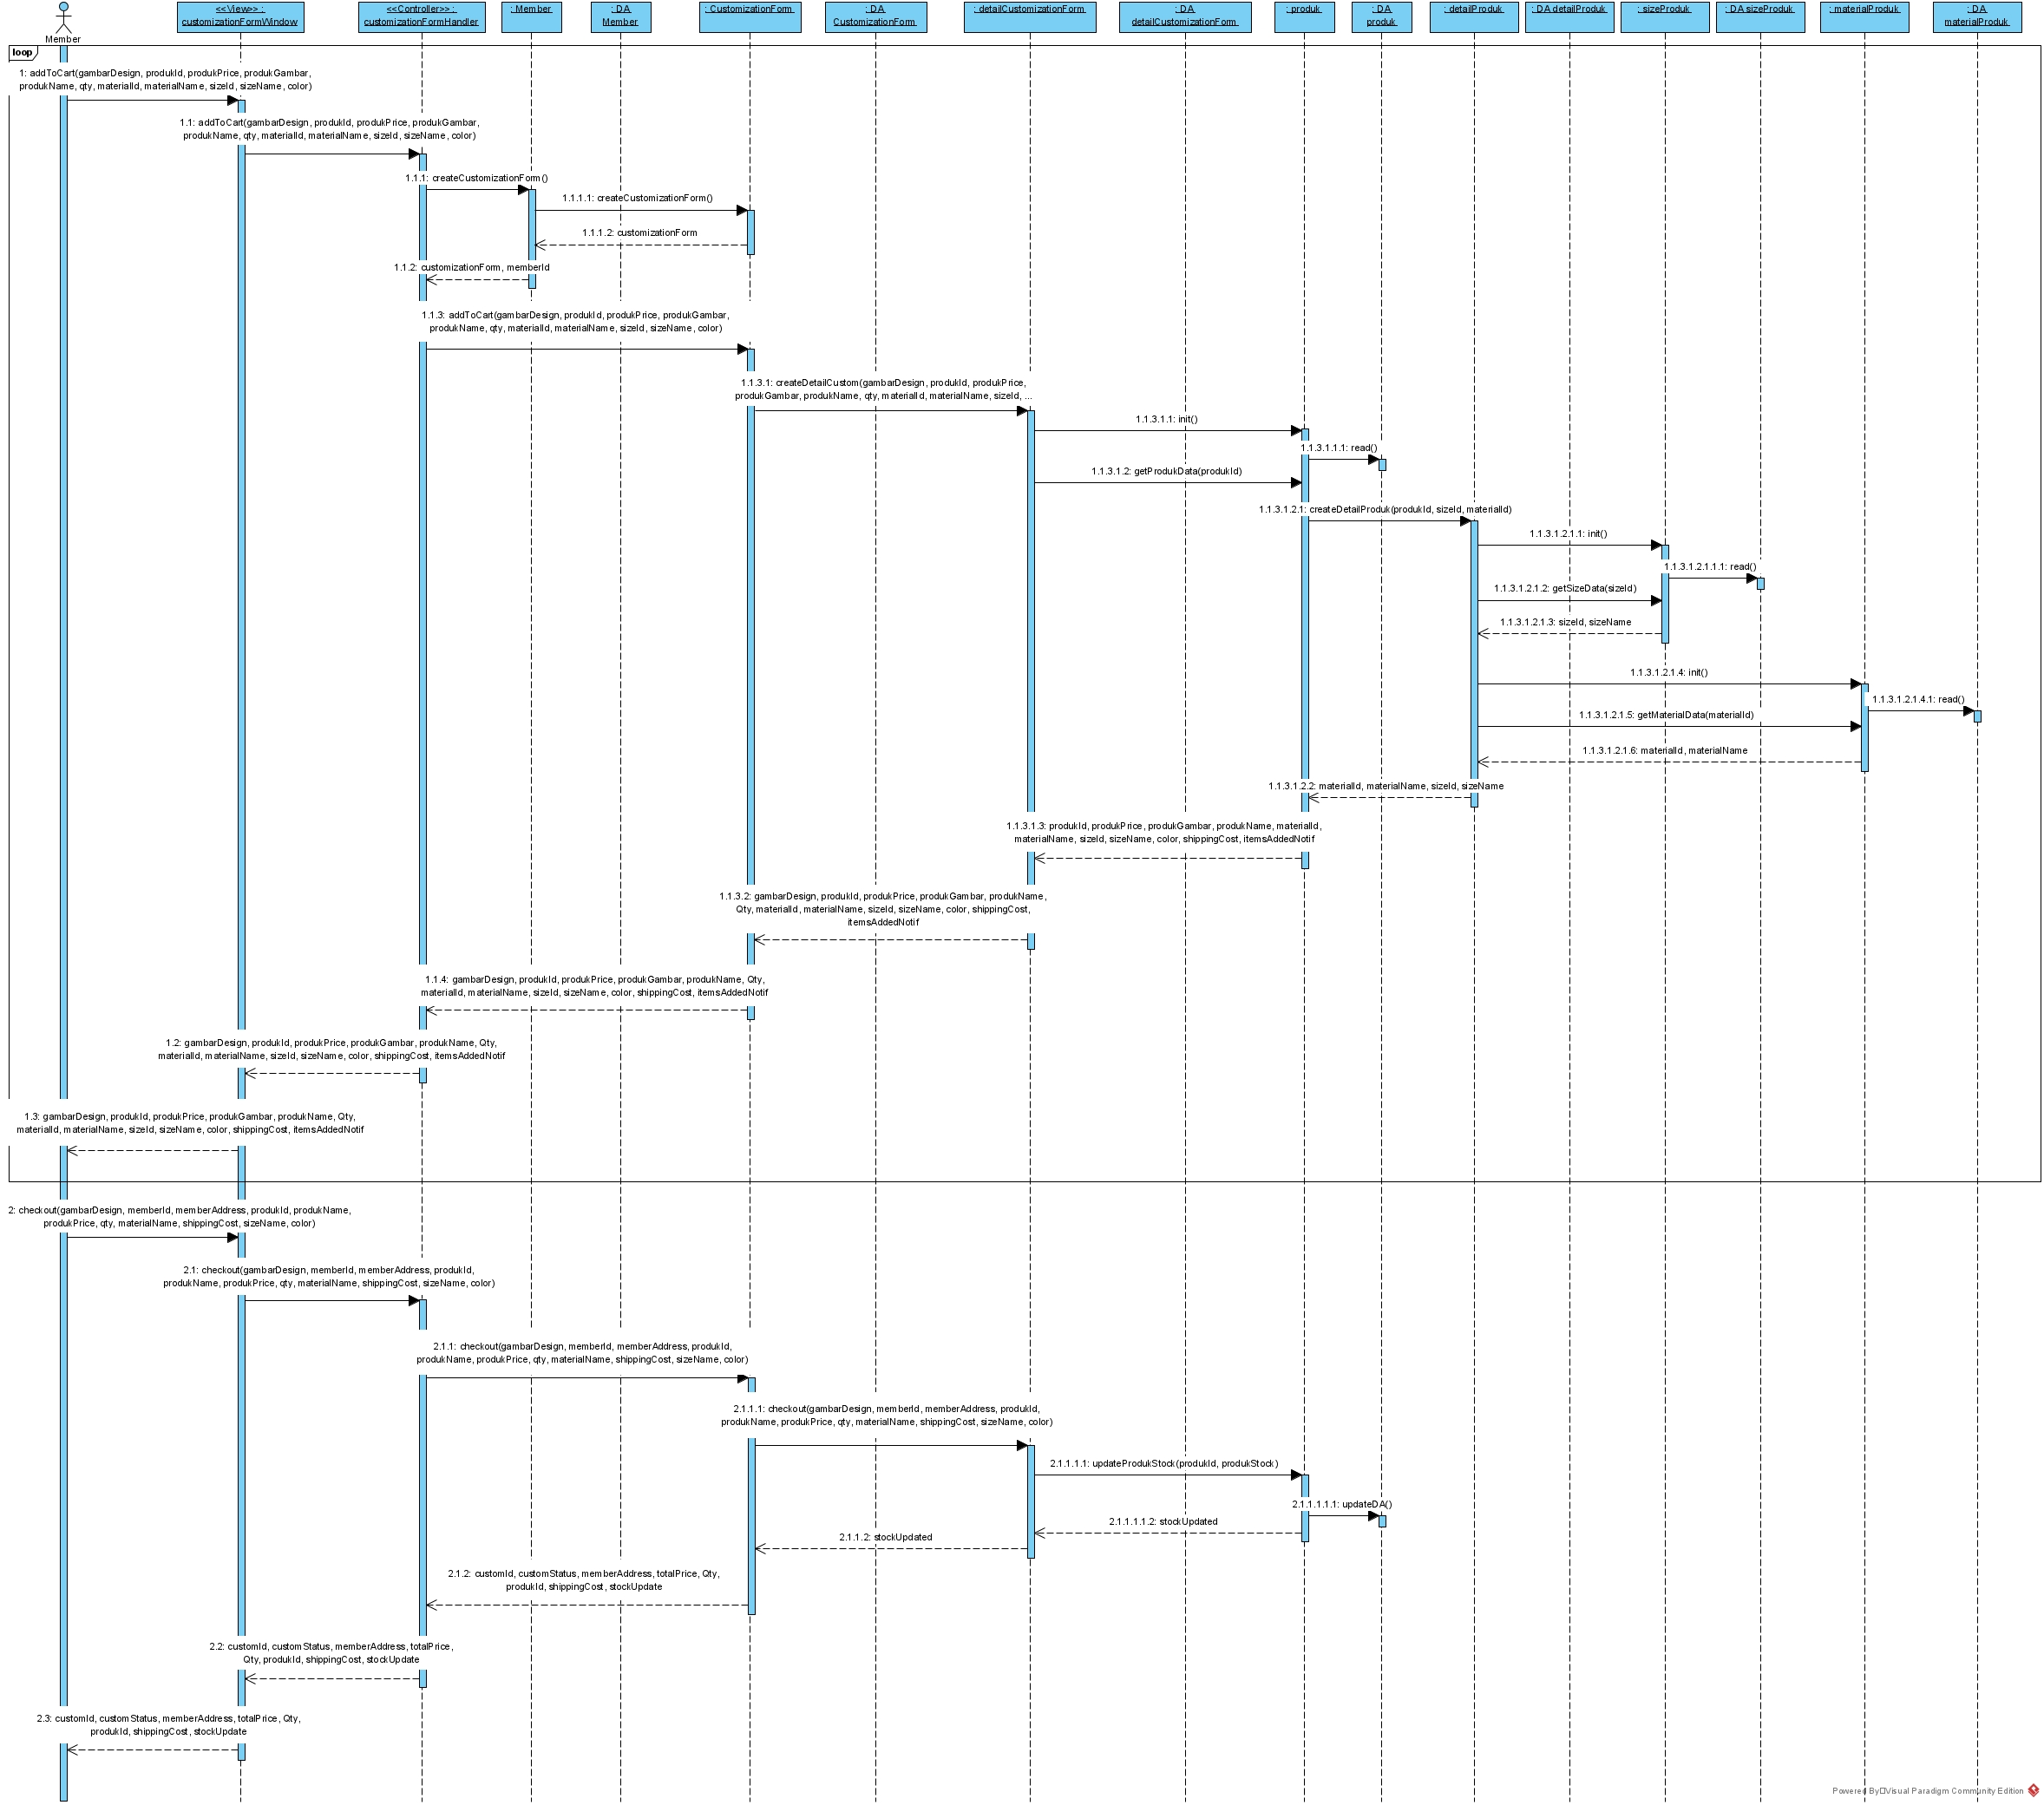 <<View>> :
customizationFormWindow
<<Controller>> :
customizationFormHandler
: Member
: DA
Member
: CustomizationForm
: DA
CustomizationForm
: detailCustomizationForm
: DA
detailCustomizationForm
: produk
: DA
produk
: detailProduk
: DA detailProduk
: sizeProduk
: DA sizeProduk
: materialProduk
: DA
materialProduk
Member
loop
1: addToCart(gambarDesign, produkId, produkPrice, produkGambar,
produkName, qty, materialId, materialName, sizeId, sizeName, color)
1.1: addToCart(gambarDesign, produkId, produkPrice, produkGambar,
produkName, qty, materialId, materialName, sizeId, sizeName, color)
1.1.1: createCustomizationForm()
1.1.1.1: createCustomizationForm()
1.1.1.2: customizationForm
1.1.2: customizationForm, memberId
1.1.3: addToCart(gambarDesign, produkId, produkPrice, produkGambar,
produkName, qty, materialId, materialName, sizeId, sizeName, color)
1.1.3.1: createDetailCustom(gambarDesign, produkId, produkPrice,
produkGambar, produkName, qty, materialId, materialName, sizeId, ...
1.1.3.1.1: init()
1.1.3.1.1.1: read()
1.1.3.1.2: getProdukData(produkId)
1.1.3.1.2.1: createDetailProduk(produkId, sizeId, materialId)
1.1.3.1.2.1.1: init()
1.1.3.1.2.1.1.1: read()
1.1.3.1.2.1.2: getSizeData(sizeId)
1.1.3.1.2.1.3: sizeId, sizeName
1.1.3.1.2.1.4: init()
1.1.3.1.2.1.4.1: read()
1.1.3.1.2.1.5: getMaterialData(materialId)
1.1.3.1.2.1.6: materialId, materialName
1.1.3.1.2.2: materialId, materialName, sizeId, sizeName
1.1.3.1.3: produkId, produkPrice, produkGambar, produkName, materialId,
materialName, sizeId, sizeName, color, shippingCost, itemsAddedNotif
1.1.3.2: gambarDesign, produkId, produkPrice, produkGambar, produkName,
Qty, materialId, materialName, sizeId, sizeName, color, shippingCost,
itemsAddedNotif
1.1.4: gambarDesign, produkId, produkPrice, produkGambar, produkName, Qty,
materialId, materialName, sizeId, sizeName, color, shippingCost, itemsAddedNotif
1.2: gambarDesign, produkId, produkPrice, produkGambar, produkName, Qty,
materialId, materialName, sizeId, sizeName, color, shippingCost, itemsAddedNotif
1.3: gambarDesign, produkId, produkPrice, produkGambar, produkName, Qty,
materialId, materialName, sizeId, sizeName, color, shippingCost, itemsAddedNotif
2: checkout(gambarDesign, memberId, memberAddress, produkId, produkName,
produkPrice, qty, materialName, shippingCost, sizeName, color)
2.1: checkout(gambarDesign, memberId, memberAddress, produkId,
produkName, produkPrice, qty, materialName, shippingCost, sizeName, color)
2.1.1: checkout(gambarDesign, memberId, memberAddress, produkId,
produkName, produkPrice, qty, materialName, shippingCost, sizeName, color)
2.1.1.1: checkout(gambarDesign, memberId, memberAddress, produkId,
produkName, produkPrice, qty, materialName, shippingCost, sizeName, color)
2.1.1.1.1: updateProdukStock(produkId, produkStock)
2.1.1.1.1.1: updateDA()
2.1.1.1.1.2: stockUpdated
2.1.1.2: stockUpdated
2.1.2: customId, customStatus, memberAddress, totalPrice, Qty,
produkId, shippingCost, stockUpdate
2.2: customId, customStatus, memberAddress, totalPrice,
Qty, produkId, shippingCost, stockUpdate
2.3: customId, customStatus, memberAddress, totalPrice, Qty,
produkId, shippingCost, stockUpdate
Powered By Visual Paradigm Community Edition